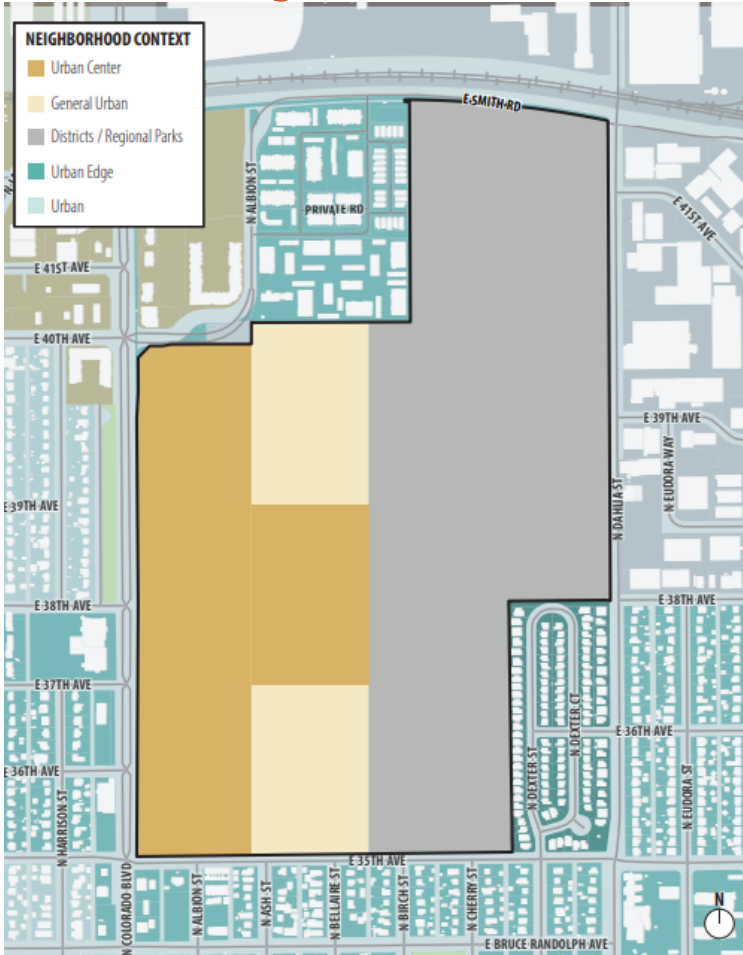 NEIGHBORHOOD CONTEXT
Urban Center
General Urban
Districts / Regional Parks
Urban Edge
Urban
E SMITH RD
N ALBION ST
PRIVATE RD
E 41ST AVE
E 41ST AVE
E 40TH AVE
E 39TH AVE
N EUDORA WAY
N DAHLIA ST
E 39TH AVE
E 38TH AVE
E 38TH AVE
E 37TH AVE
E 36TH AVE
N DEXTER CT
N DEXTER ST
E 36TH AVE
N EUDORA ST
N HARRISON ST
E 35TH AVE
N COLORADO BLVD
N ALBION ST
N ASH ST
N BELLAIRE ST
N BIRCH ST
N CHERRY ST
N
E BRUCE RANDOLPH AVE